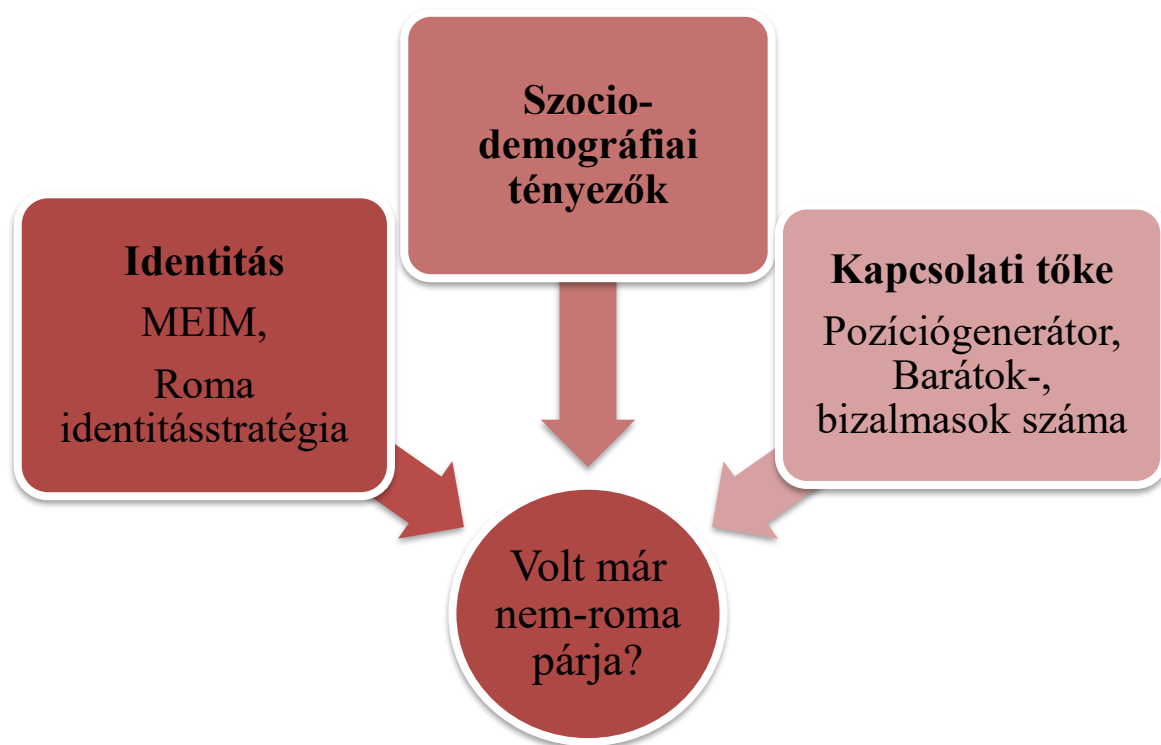 Szocio-
demográfiai
tényezők
Identitás
MEIM,
Roma
identitásstratégia
Kapcsolati tőke
Pozíciógenerátor,
Barátok-,
bizalmasok száma
Volt már
nem-roma
párja?